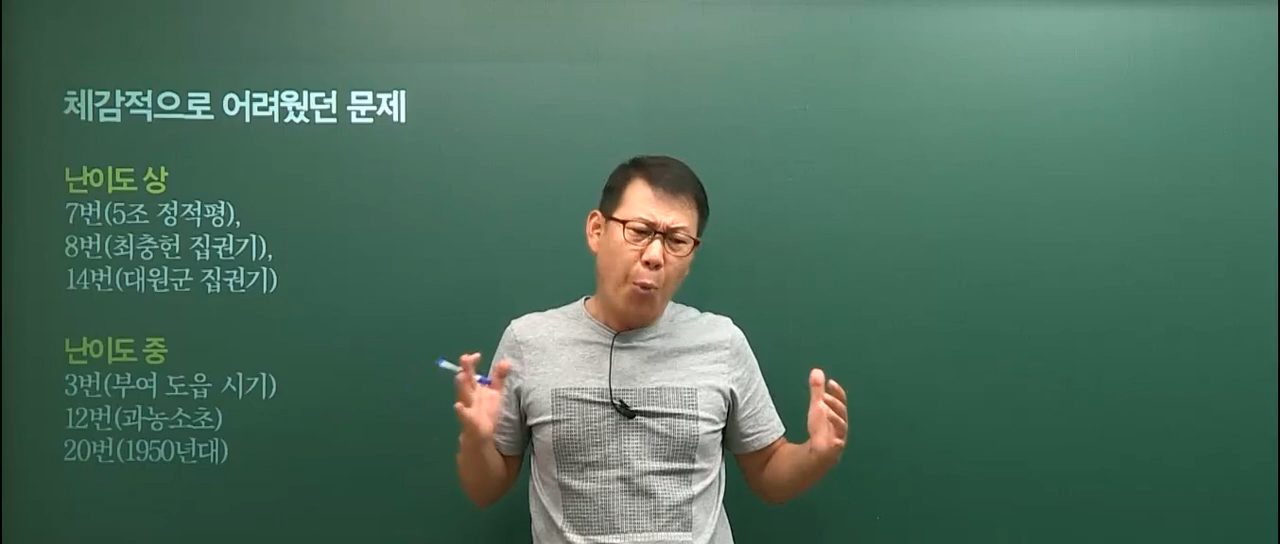 체감적으로 어려웠던 문제
난이도 상
7번(5조 정적평),
8번(최충헌 집권기),
14번(대원군 집권기)
난이도 중
3번(부여 도읍 시기)
12번(과농소초)
20번(1950년대)